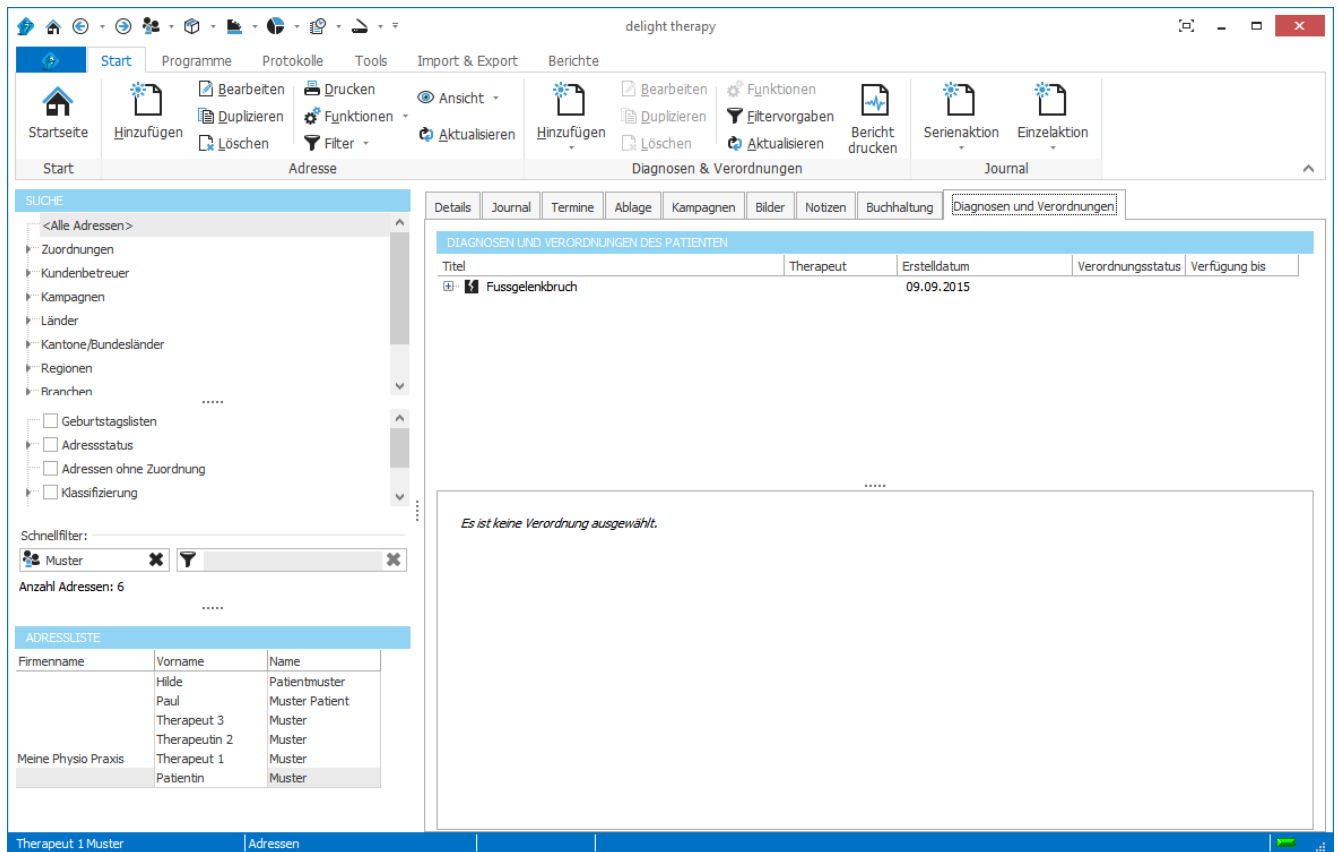 delight therapy
Start Programme Protokolle Tools Import & Export Berichte
Startseite
Hinzufügen
Bearbeiten
Duplizieren
Löschen
Drucken
Funktionen
Filter
Ansicht
Aktualisieren
Hinzufügen
Bearbeiten
Duplizieren
Löschen
Funktionen
Filtervorgaben
Aktualisieren
Bericht
drucken
Serienaktion
Einzelaktion
Start Adresse Diagnosen & Verordnungen Journal
SUCHE
<Alle Adressen>
Zuordnungen
Kundenbetreuer
Kampagnen
Länder
Kantone/Bundesländer
Regionen
Branchen
Geburtstagslisten
Adressstatus
Adressen ohne Zuordnung
Klassifizierung
Schnellfilter:
Muster
Anzahl Adressen: 6
ADRESSLISTE
Firmenname Vorname Name
Hilde Patientmuster
Paul Muster Patient
Therapeut 3 Muster
Therapeutin 2 Muster
Meine Physio Praxis Therapeut 1 Muster
Patientin Muster
Details Journal Termine Ablage Kampagnen Bilder Notizen Buchhaltung Diagnosen und Verordnungen
DIAGNOSEN UND VERORDNUNGEN DES PATIENTEN
Titel Therapeut Erstelldatum Verordnungsstatus Verfügung bis
Fussgelenkbruch 09.09.2015
Es ist keine Verordnung ausgewählt.
Therapeut 1 Muster Adressen